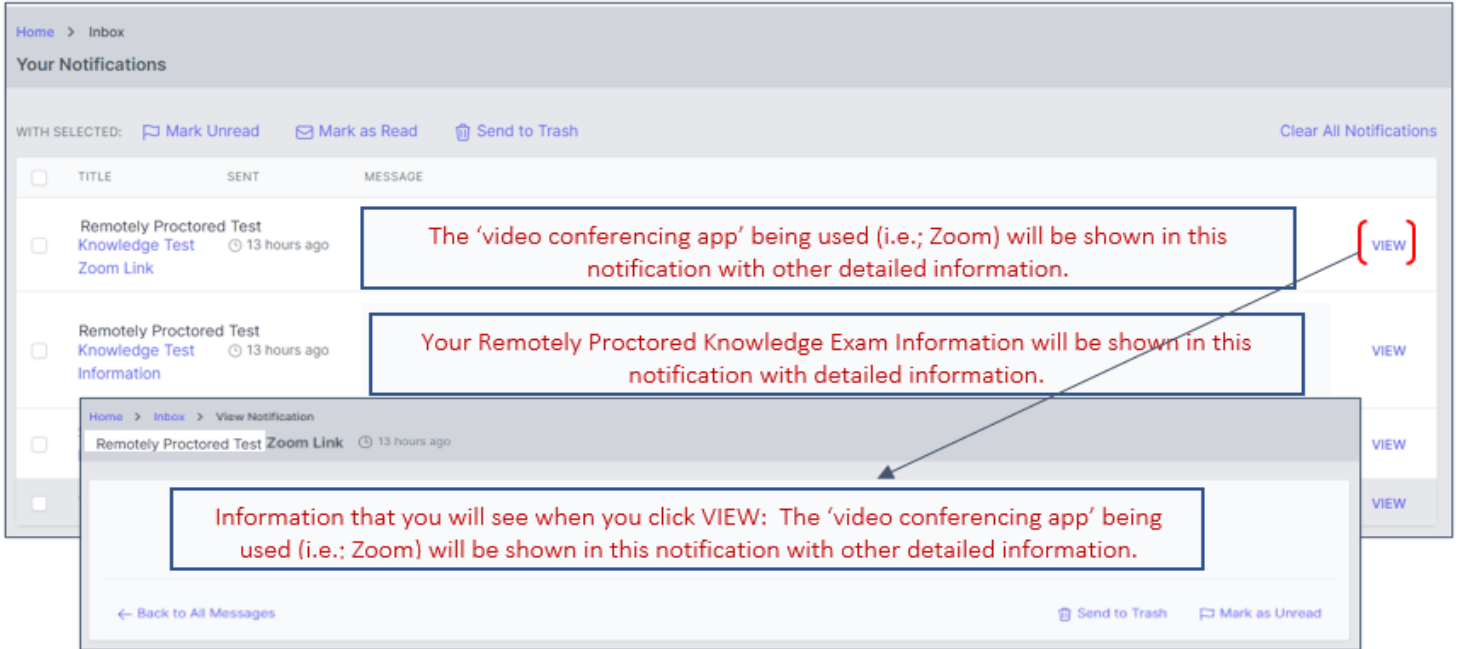 Home > Inbox
Your Notifications
WITH SELECTED: Mark Unread Mark as Read Send to Trash Clear All Notifications
TITLE SENT MESSAGE
Remotely Proctored Test
Knowledge Test 13 hours ago
Zoom Link
The ‘video conferencing app’ being used (i.e.; Zoom) will be shown in this
notification with other detailed information.
VIEW
Remotely Proctored Test
Knowledge Test 13 hours ago
Information
Your Remotely Proctored Knowledge Exam Information will be shown in this
notification with detailed information.
VIEW
VIEW
VIEW
Home > Inbox > View Notification
Remotely Proctored Test Zoom Link 13 hours ago
Information that you will see when you click VIEW: The ‘video conferencing app’ being
used (i.e.; Zoom) will be shown in this notification with other detailed information.
← Back to All Messages Send to Trash Mark as Unread